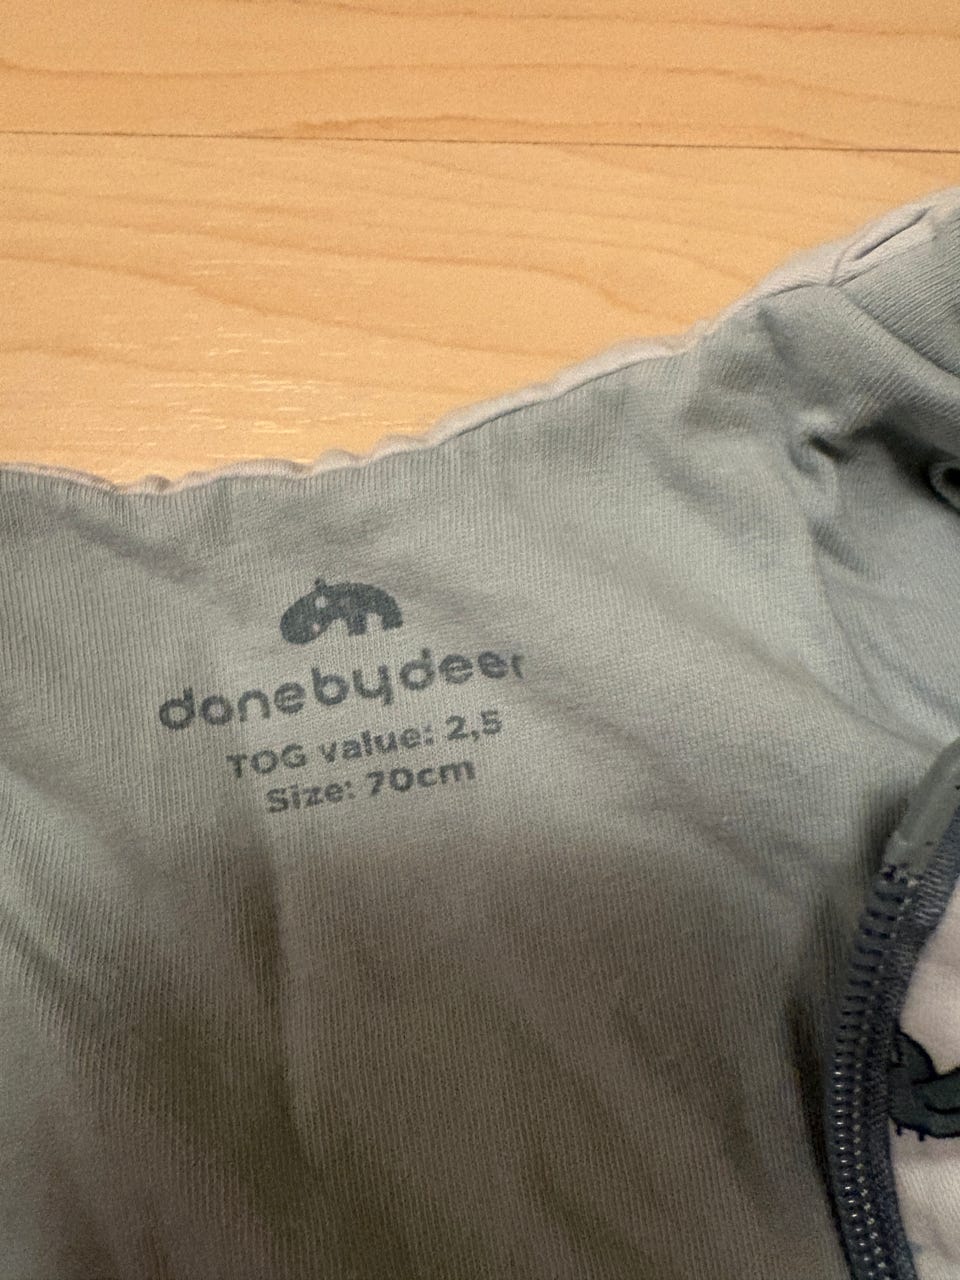 donebydeer
TOG value: 2,5
Size: 70cm